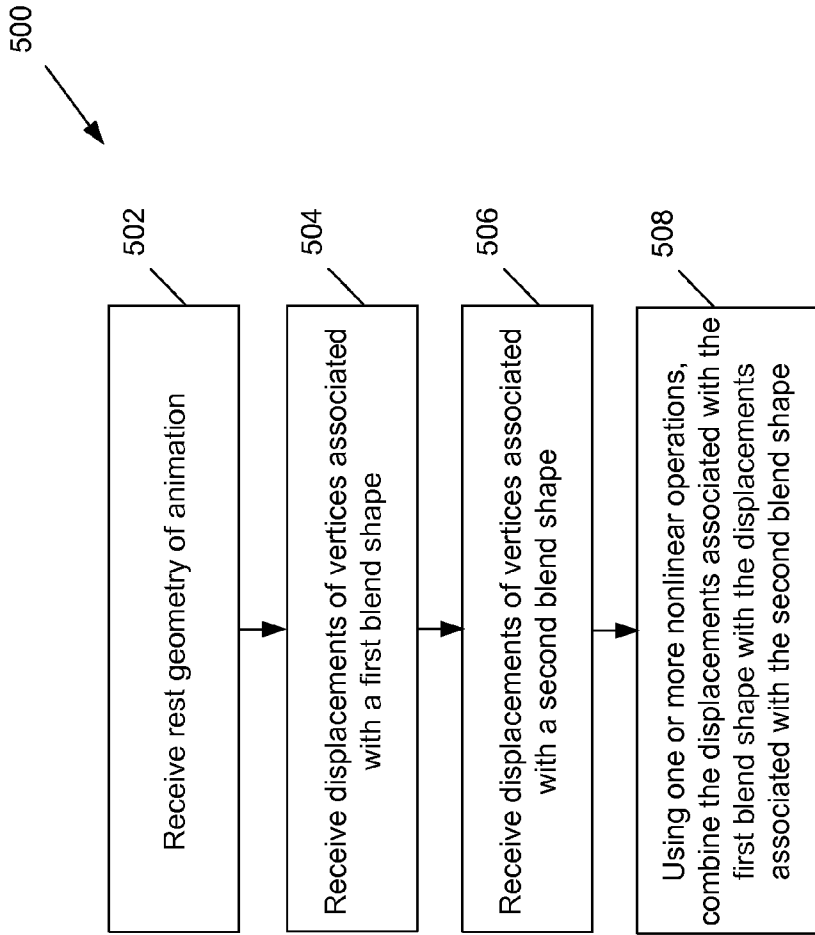 500
502
Receive rest geometry of animation
504
Receive displacements of vertices associated
with a first blend shape
506
Receive displacements of vertices associated
with a second blend shape
508
Using one or more nonlinear operations,
combine the displacements associated with the
first blend shape with the displacements
associated with the second blend shape